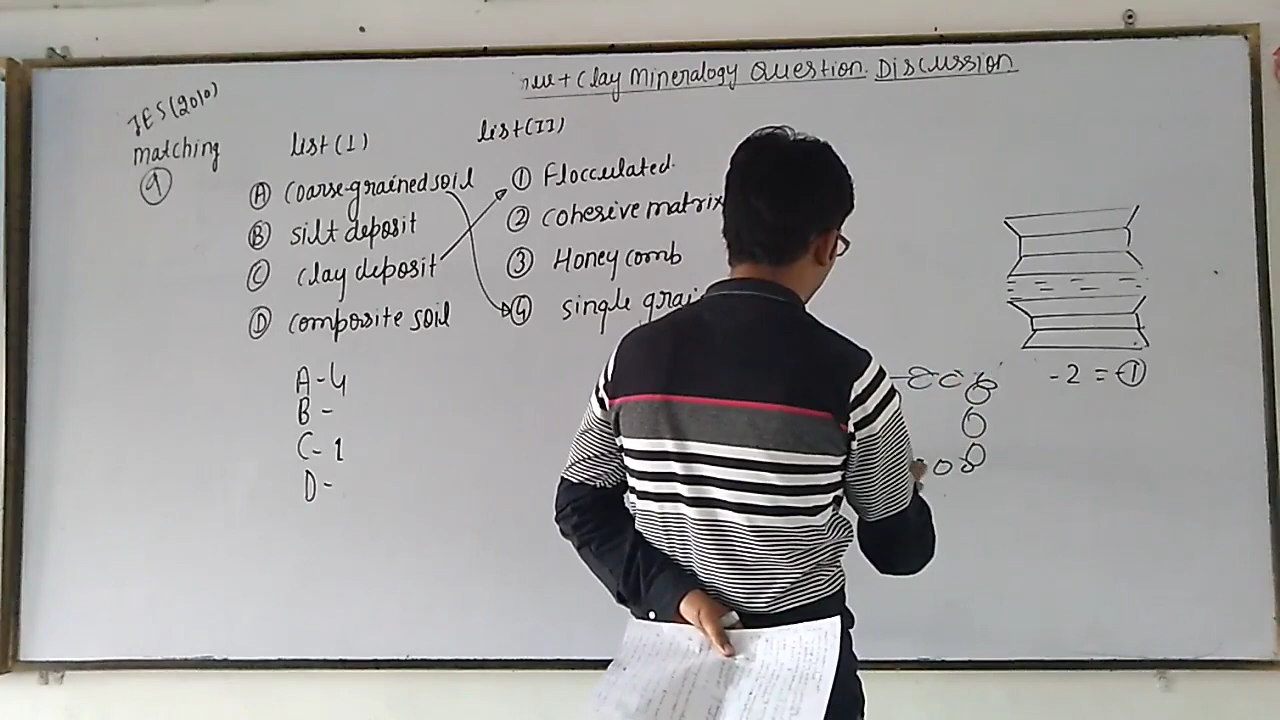 + Clay Mineralogy Question Discussion
IES(2010)
matching
9
list(I)
list(II)
A coarse-grained soil
B silt deposit
C clay deposit
D composite soil
1 Flocculated.
2 cohesive matrix
3 Honey comb
4 single
A-4
B-
C-1
D-
-2 = -1